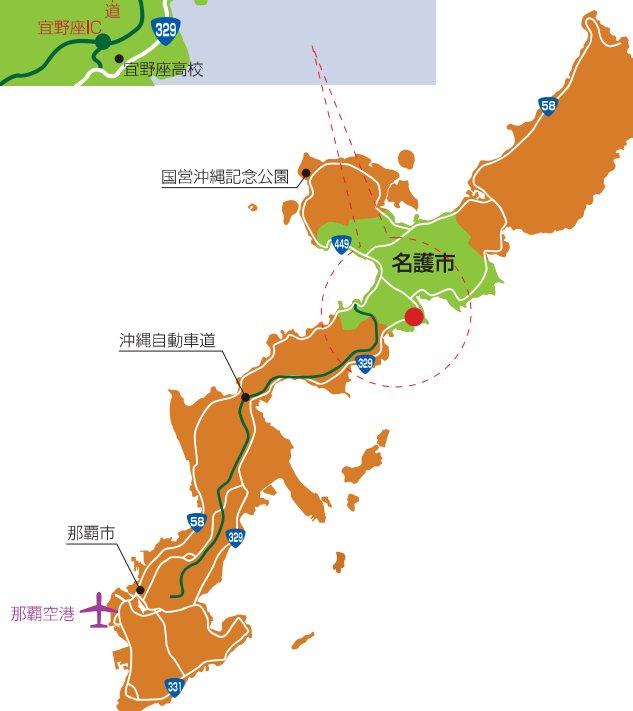 道
宜野座IC
329
宜野座高校
58
国営沖縄記念公園
449
名護市
沖縄自動車道
329
58
那覇市
329
那覇空港
331